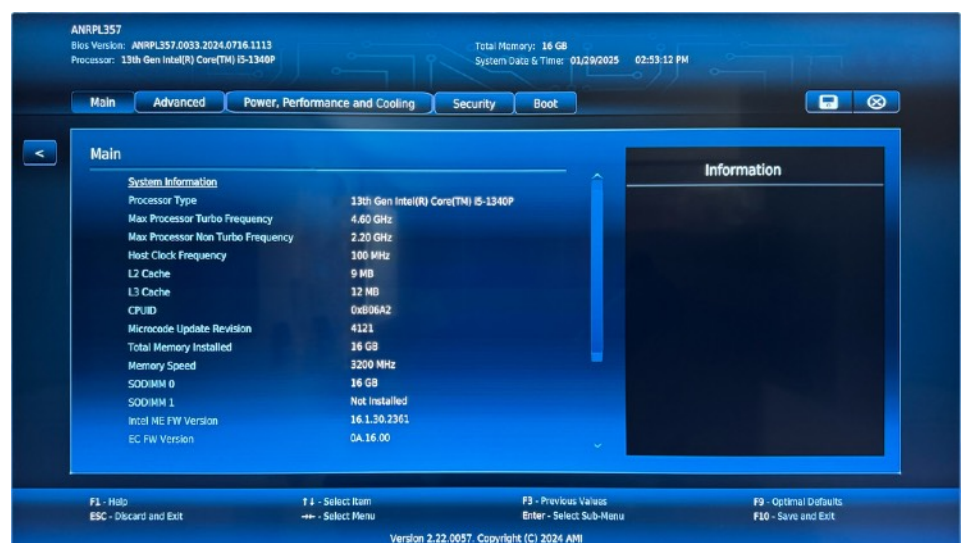 ANRPL357
Bios Version: ANRPL357.0033.2024.0716.1113
Total Memory: 16 GB
Processor: 13th Gen Intel(R) Core(TM) i5-1340P
System Date & Time: 01/29/2025 02:53:12 PM
Main Advanced Power, Performance and Cooling Security Boot
<
Main
Information
System Information
Processor Type 13th Gen Intel(R) Core(TM) i5-1340P
Max Processor Turbo Frequency 4.60 GHz
Max Processor Non Turbo Frequency 2.20 GHz
Host Clock Frequency 100 MHz
L2 Cache 9 MB
L3 Cache 12 MB
CPUID 0xB06A2
Microcode Update Revision 4121
Total Memory Installed 16 GB
Memory Speed 3200 MHz
SODIMM 0 16 GB
SODIMM 1 Not Installed
Intel ME FW Version 16.1.30.2361
EC FW Version 0A.16.00
F1 - Help ↑↓ - Select Item F3 - Previous Values F9 - Optimal Defaults
ESC - Discard and Exit →← - Select Menu Enter - Select Sub-Menu F10 - Save and Exit
Version 2.22.0057. Copyright (C) 2024 AMI